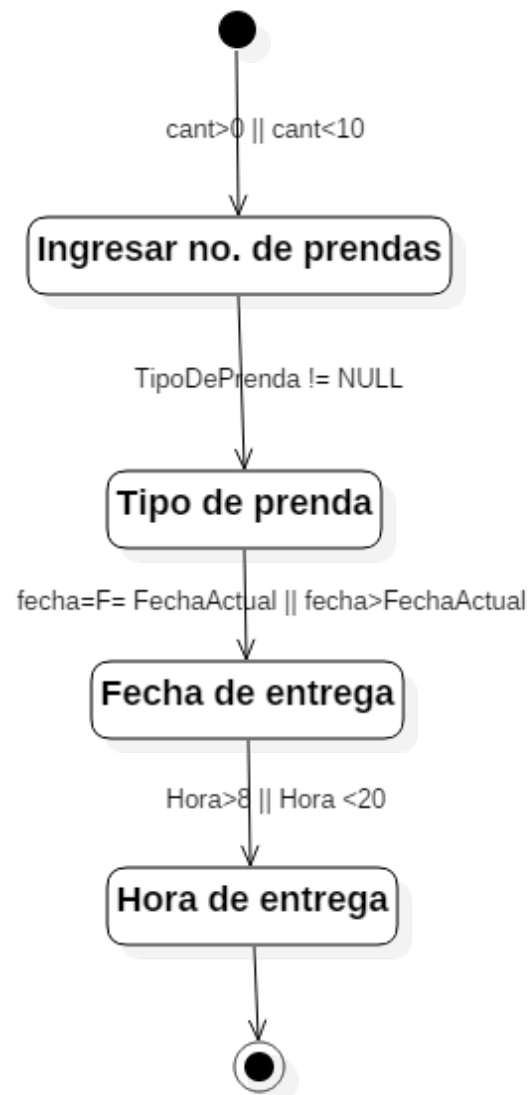 cant>0 || cant<10
Ingresar no. de prendas
TipoDePrenda != NULL
Tipo de prenda
fecha=F= FechaActual || fecha>FechaActual
Fecha de entrega
Hora>8 || Hora <20
Hora de entrega